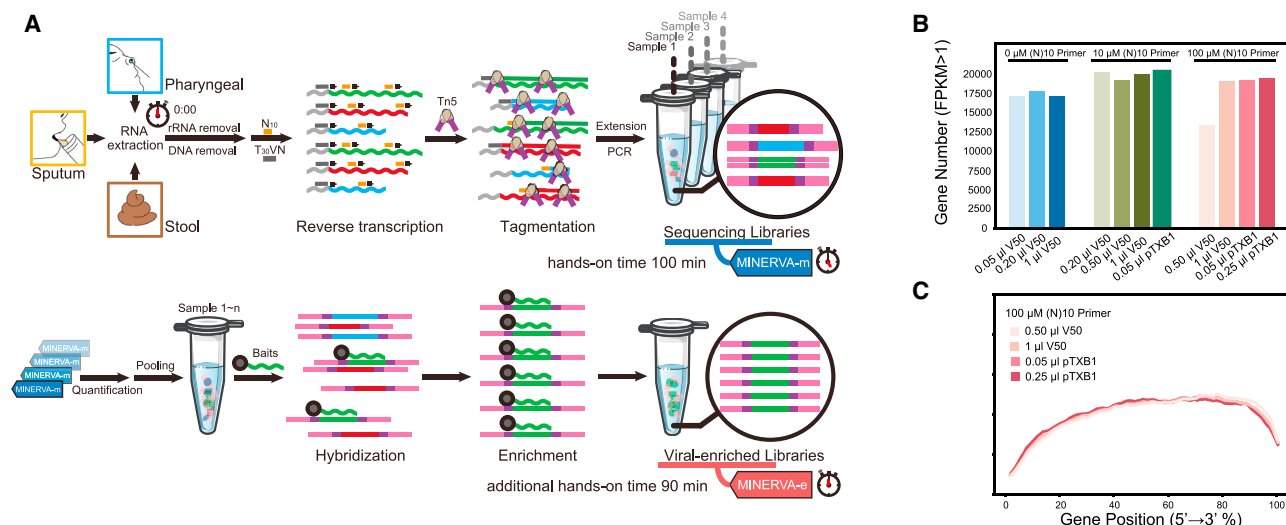 A
Pharyngeal
Sputum
Stool
RNA
extraction
0:00
rRNA removal
DNA removal
N10
T30VN
Reverse transcription
Tn5
Tagmentation
Extension
PCR
Sample 1
Sample 2
Sample 3
Sample 4
Sequencing Libraries
hands-on time 100 min
MINERVA-m
MINERVA-m
MINERVA-m
MINERVA-m
MINERVA-m
Quantification
Pooling
Sample 1~n
Baits
Hybridization
Enrichment
Viral-enriched Libraries
additional hands-on time 90 min
MINERVA-e
B
Gene Number (FPKM>1)
0 µM (N)10 Primer
10 µM (N)10 Primer
100 µM (N)10 Primer
20000
17500
15000
12500
10000
7500
5000
2500
0
0.05 µl V50
0.20 µl V50
1 µl V50
0.20 µl V50
0.50 µl V50
1 µl V50
0.05 µl pTXB1
0.50 µl V50
1 µl V50
0.05 µl pTXB1
0.25 µl pTXB1
C
100 µM (N)10 Primer
0.50 µl V50
1 µl V50
0.05 µl pTXB1
0.25 µl pTXB1
0
20
40
60
80
100
Gene Position (5'→3' %)